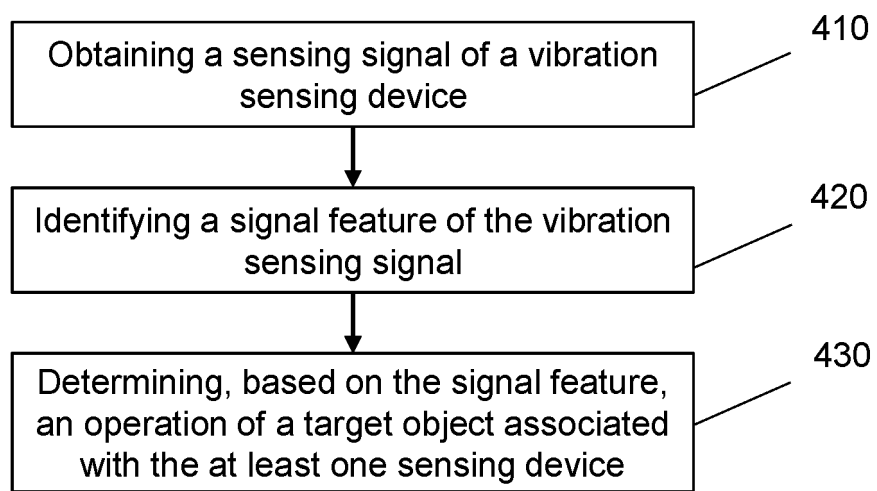 410
Obtaining a sensing signal of a vibration
sensing device
420
Identifying a signal feature of the vibration
sensing signal
430
Determining, based on the signal feature,
an operation of a target object associated
with the at least one sensing device